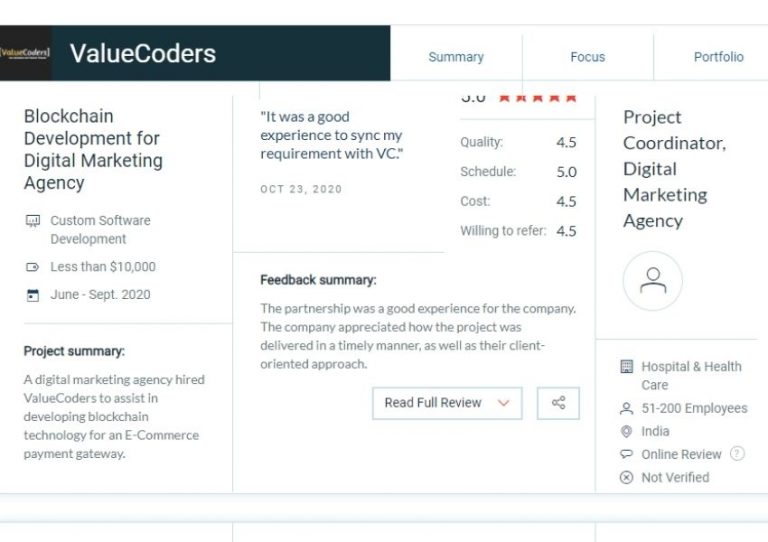 [ValueCoders]
ValueCoders
Summary
Focus
Portfolio
Blockchain
Development for
Digital Marketing
Agency
Custom Software
Development
Less than $10,000
June - Sept. 2020
Project summary:
A digital marketing agency hired
ValueCoders to assist in
developing blockchain
technology for an E-Commerce
payment gateway.
"It was a good
experience to sync my
requirement with VC."
OCT 23, 2020
5.0
Quality: 4.5
Schedule: 5.0
Cost: 4.5
Willing to refer: 4.5
Feedback summary:
The partnership was a good experience for the company.
The company appreciated how the project was
delivered in a timely manner, as well as their client-
oriented approach.
Read Full Review
Project
Coordinator,
Digital
Marketing
Agency
Hospital & Health
Care
51-200 Employees
India
Online Review ?
Not Verified